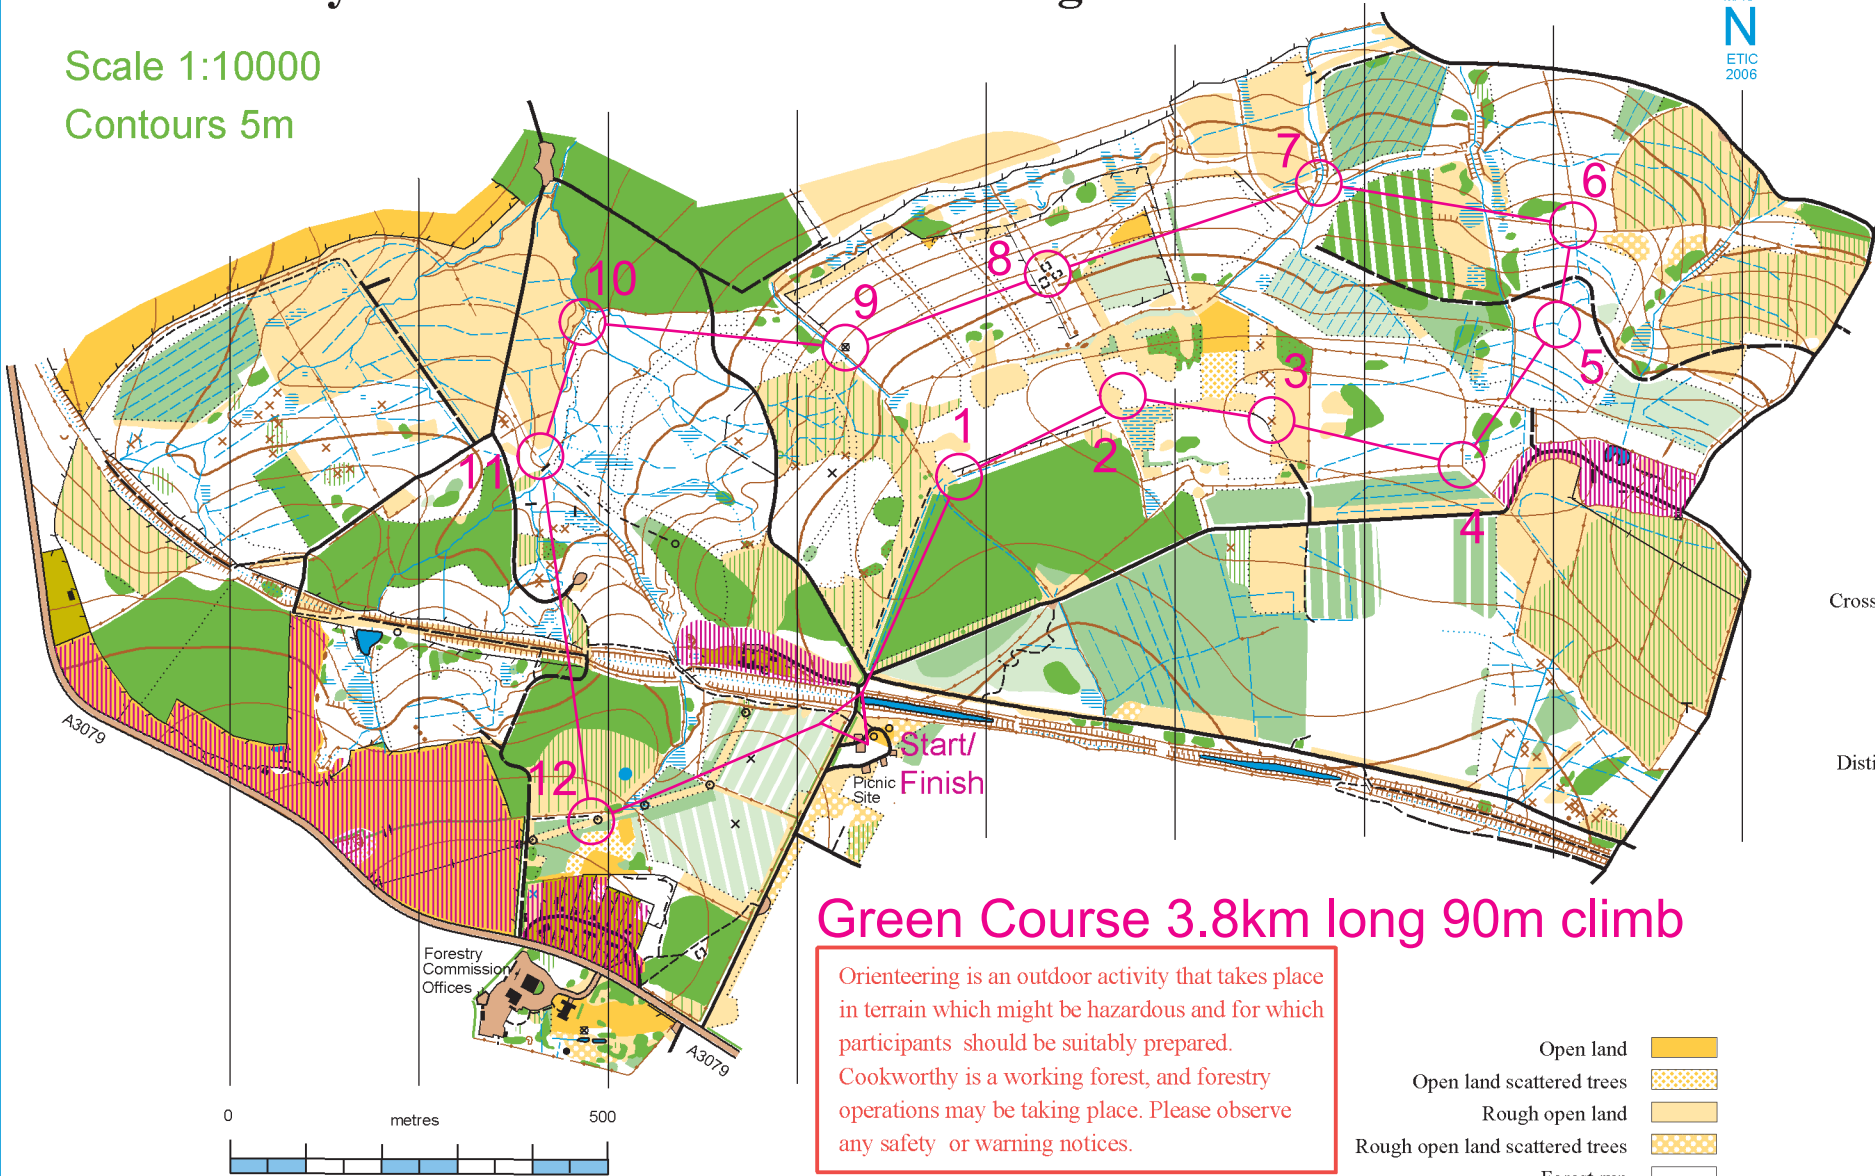 N
ETIC
2006
Scale 1:10000
Contours 5m
7
6
10
8
9
5
3
1
2
11
4
Cross
12
Start/
Finish
A3079
Picnic
Site
Disti
Green Course 3.8km long 90m climb
Forestry
Commission
Offices
A3079
Orienteering is an outdoor activity that takes place
in terrain which might be hazardous and for which
participants should be suitably prepared.
Cookworthy is a working forest, and forestry
operations may be taking place. Please observe
any safety or warning notices.
Open land
Open land scattered trees
Rough open land
Rough open land scattered trees
0 metres 500